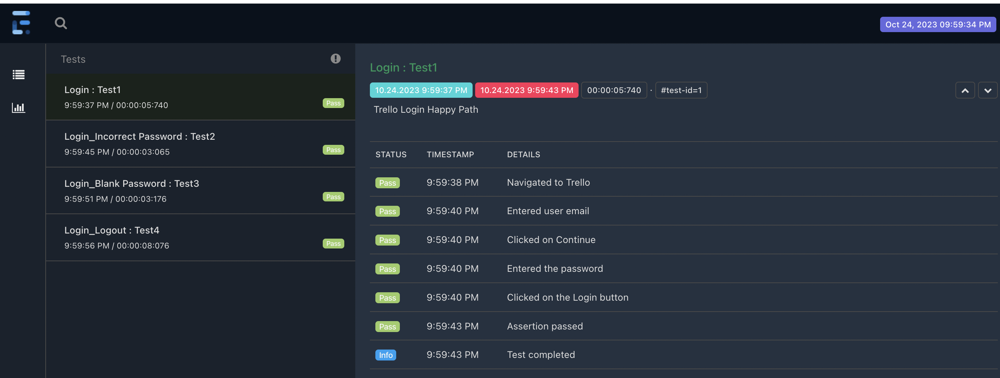 Oct 24, 2023 09:59:34 PM
Tests
Login : Test1
9:59:37 PM / 00:00:05:740
Pass
Login_Incorrect Password : Test2
9:59:45 PM / 00:00:03:065
Pass
Login_Blank Password : Test3
9:59:51 PM / 00:00:03:176
Pass
Login_Logout : Test4
9:59:56 PM / 00:00:08:076
Pass
Login : Test1
10.24.2023 9:59:37 PM 10.24.2023 9:59:43 PM 00:00:05:740 · #test-id=1
Trello Login Happy Path
STATUS TIMESTAMP DETAILS
Pass 9:59:38 PM Navigated to Trello
Pass 9:59:40 PM Entered user email
Pass 9:59:40 PM Clicked on Continue
Pass 9:59:40 PM Entered the password
Pass 9:59:40 PM Clicked on the Login button
Pass 9:59:43 PM Assertion passed
Info 9:59:43 PM Test completed